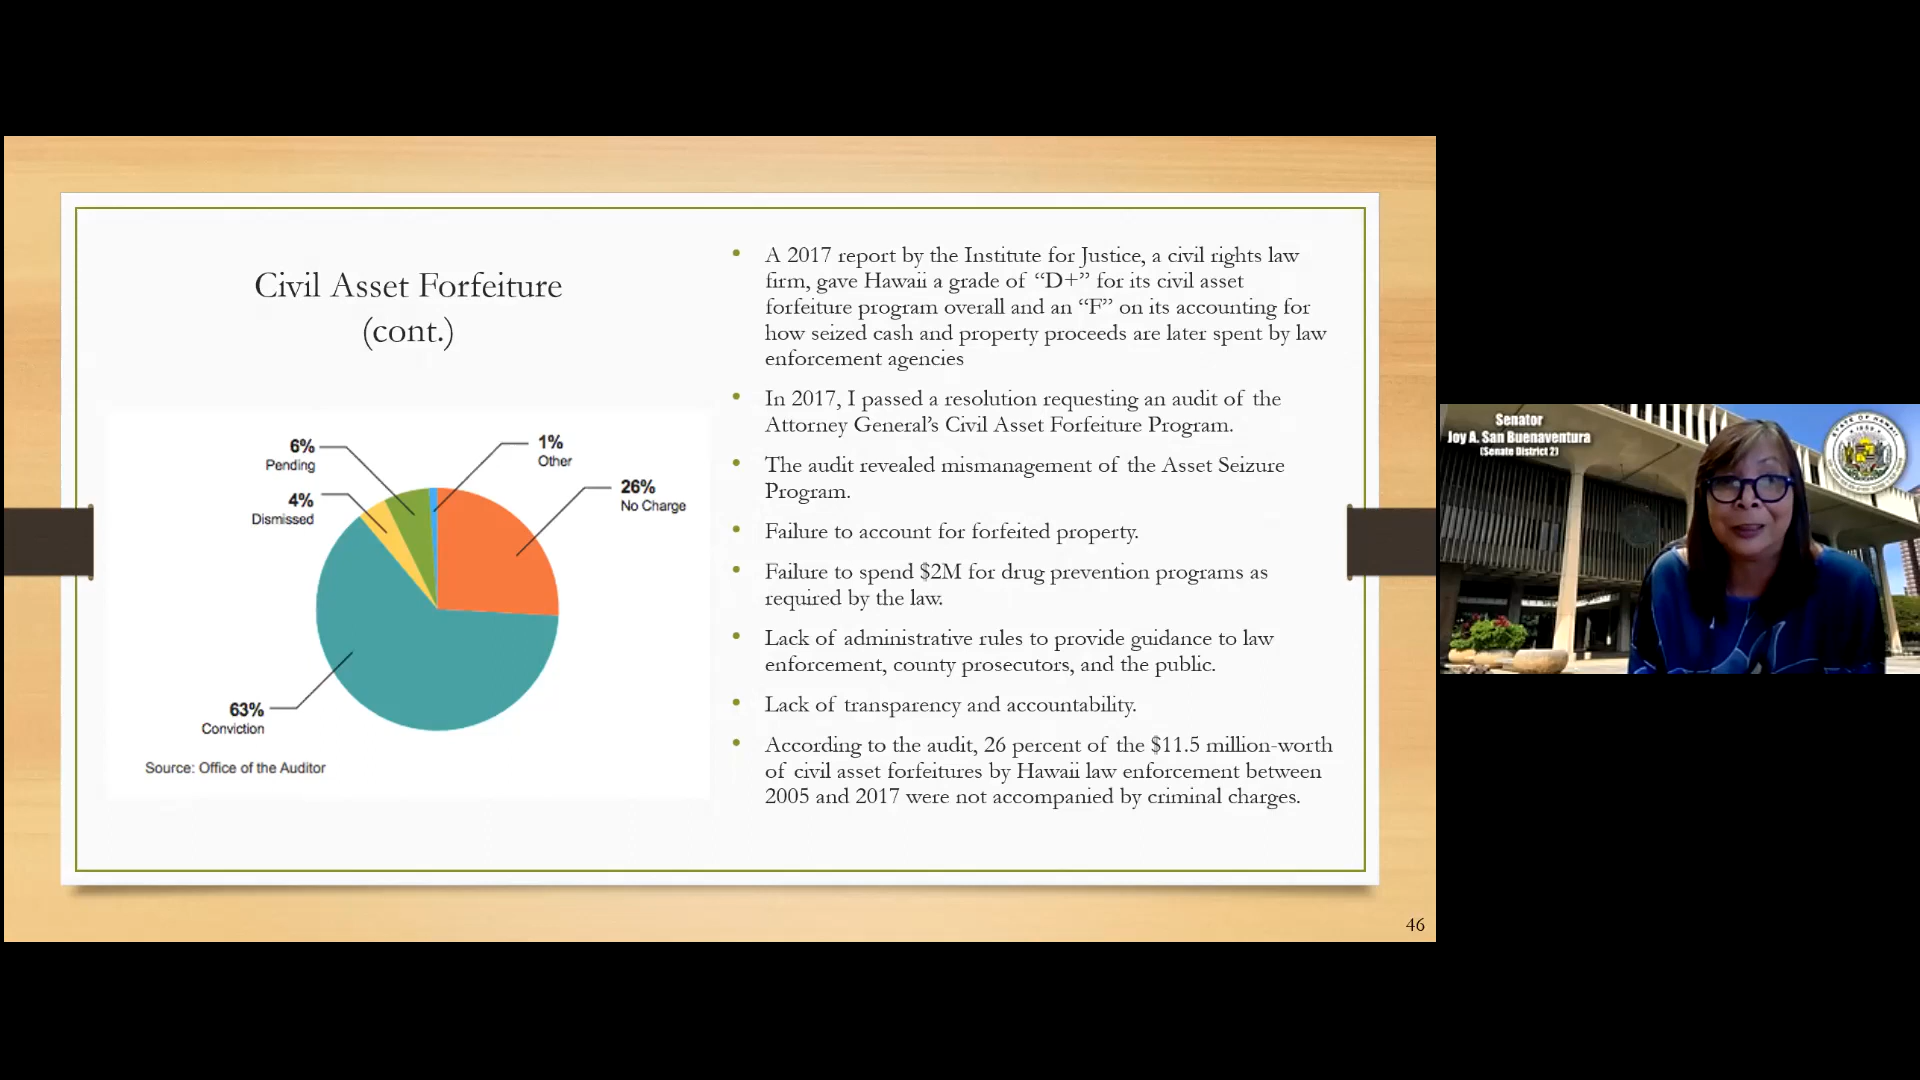 Civil Asset Forfeiture
(cont.)
6%
Pending
1%
Other
4%
Dismissed
26%
No Charge
63%
Conviction
Source: Office of the Auditor
• A 2017 report by the Institute for Justice, a civil rights law
firm, gave Hawaii a grade of “D+” for its civil asset
forfeiture program overall and an “F” on its accounting for
how seized cash and property proceeds are later spent by law
enforcement agencies
• In 2017, I passed a resolution requesting an audit of the
Attorney General’s Civil Asset Forfeiture Program.
• The audit revealed mismanagement of the Asset Seizure
Program.
• Failure to account for forfeited property.
• Failure to spend $2M for drug prevention programs as
required by the law.
• Lack of administrative rules to provide guidance to law
enforcement, county prosecutors, and the public.
• Lack of transparency and accountability.
• According to the audit, 26 percent of the $11.5 million-worth
of civil asset forfeitures by Hawaii law enforcement between
2005 and 2017 were not accompanied by criminal charges.
46
Senator
Joy A. San Buenaventura
(Senate District 2)
STATE OF HAWAII
1959